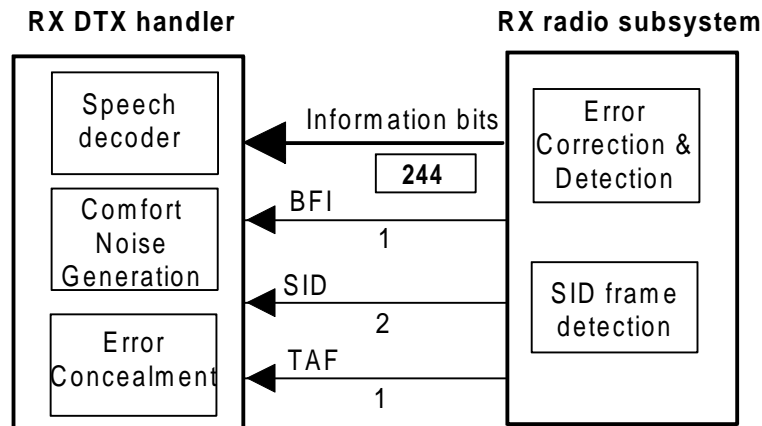 RX DTX handler
RX radio subsystem
Speech
decoder
Information bits
244
Error
Correction &
Detection
Comfort
Noise
Generation
BFI
1
SID
2
SID frame
detection
Error
Concealment
TAF
1